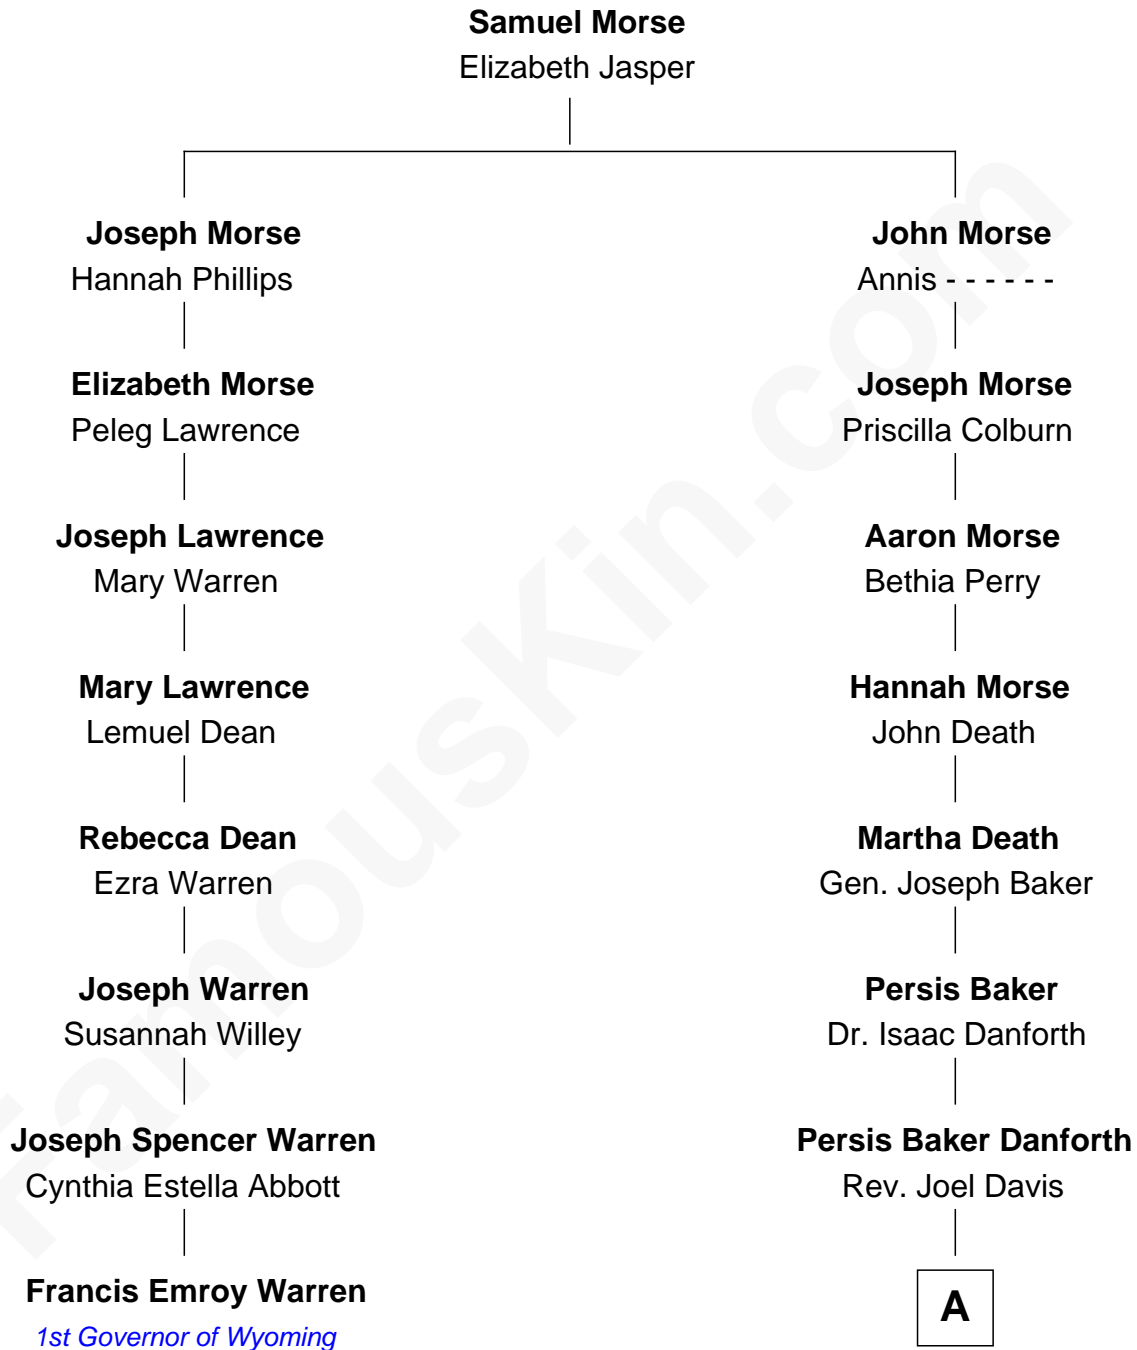 Samuel Morse
Elizabeth Jasper
Joseph Morse
Hannah Phillips
John Morse
Annis - - - - - -
Elizabeth Morse
Peleg Lawrence
Joseph Morse
Priscilla Colburn
Joseph Lawrence
Mary Warren
Aaron Morse
Bethia Perry
Mary Lawrence
Lemuel Dean
Hannah Morse
John Death
Rebecca Dean
Ezra Warren
Martha Death
Gen. Joseph Baker
Joseph Warren
Susannah Willey
Persis Baker
Dr. Isaac Danforth
Joseph Spencer Warren
Cynthia Estella Abbott
Persis Baker Danforth
Rev. Joel Davis
Francis Emroy Warren
1st Governor of Wyoming
A
FamousKin.com